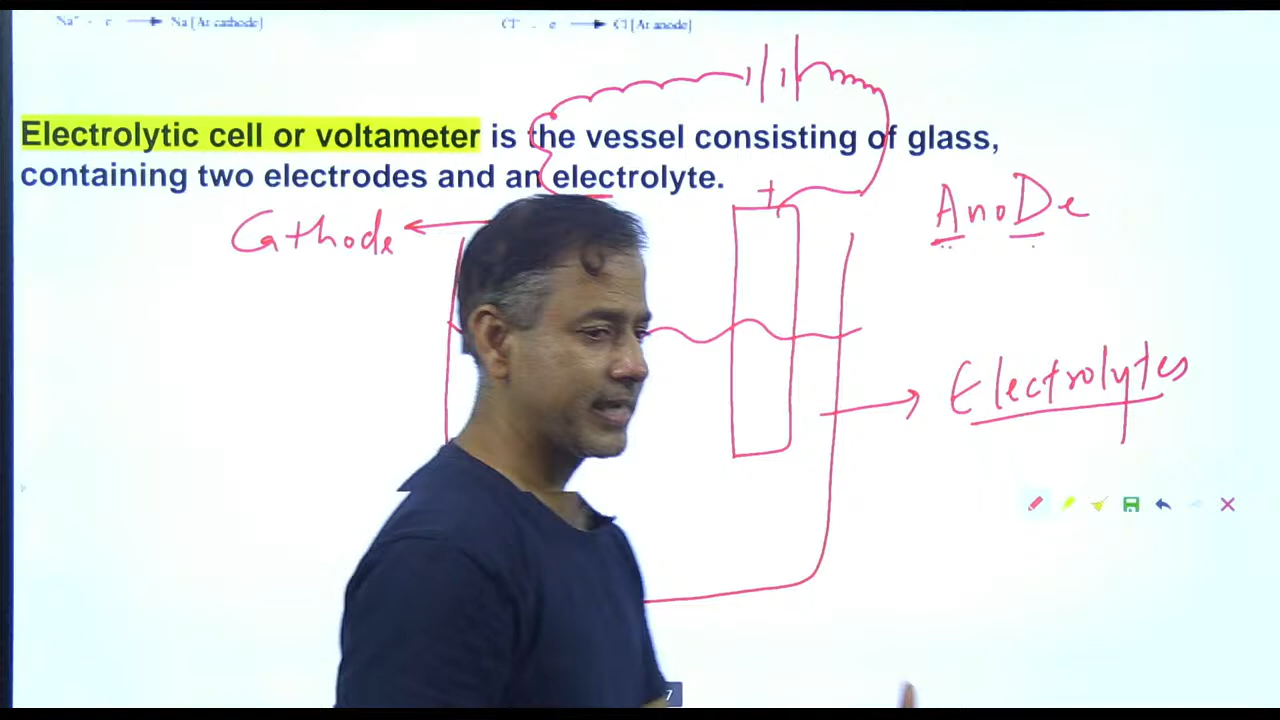 Na⁺ - e → Na [At cathode]
Cl⁻ - e → Cl [At anode]
Electrolytic cell or voltameter is the vessel consisting of glass,
containing two electrodes and an electrolyte.
+
AnoDe
Cathode
Electrolytes
7